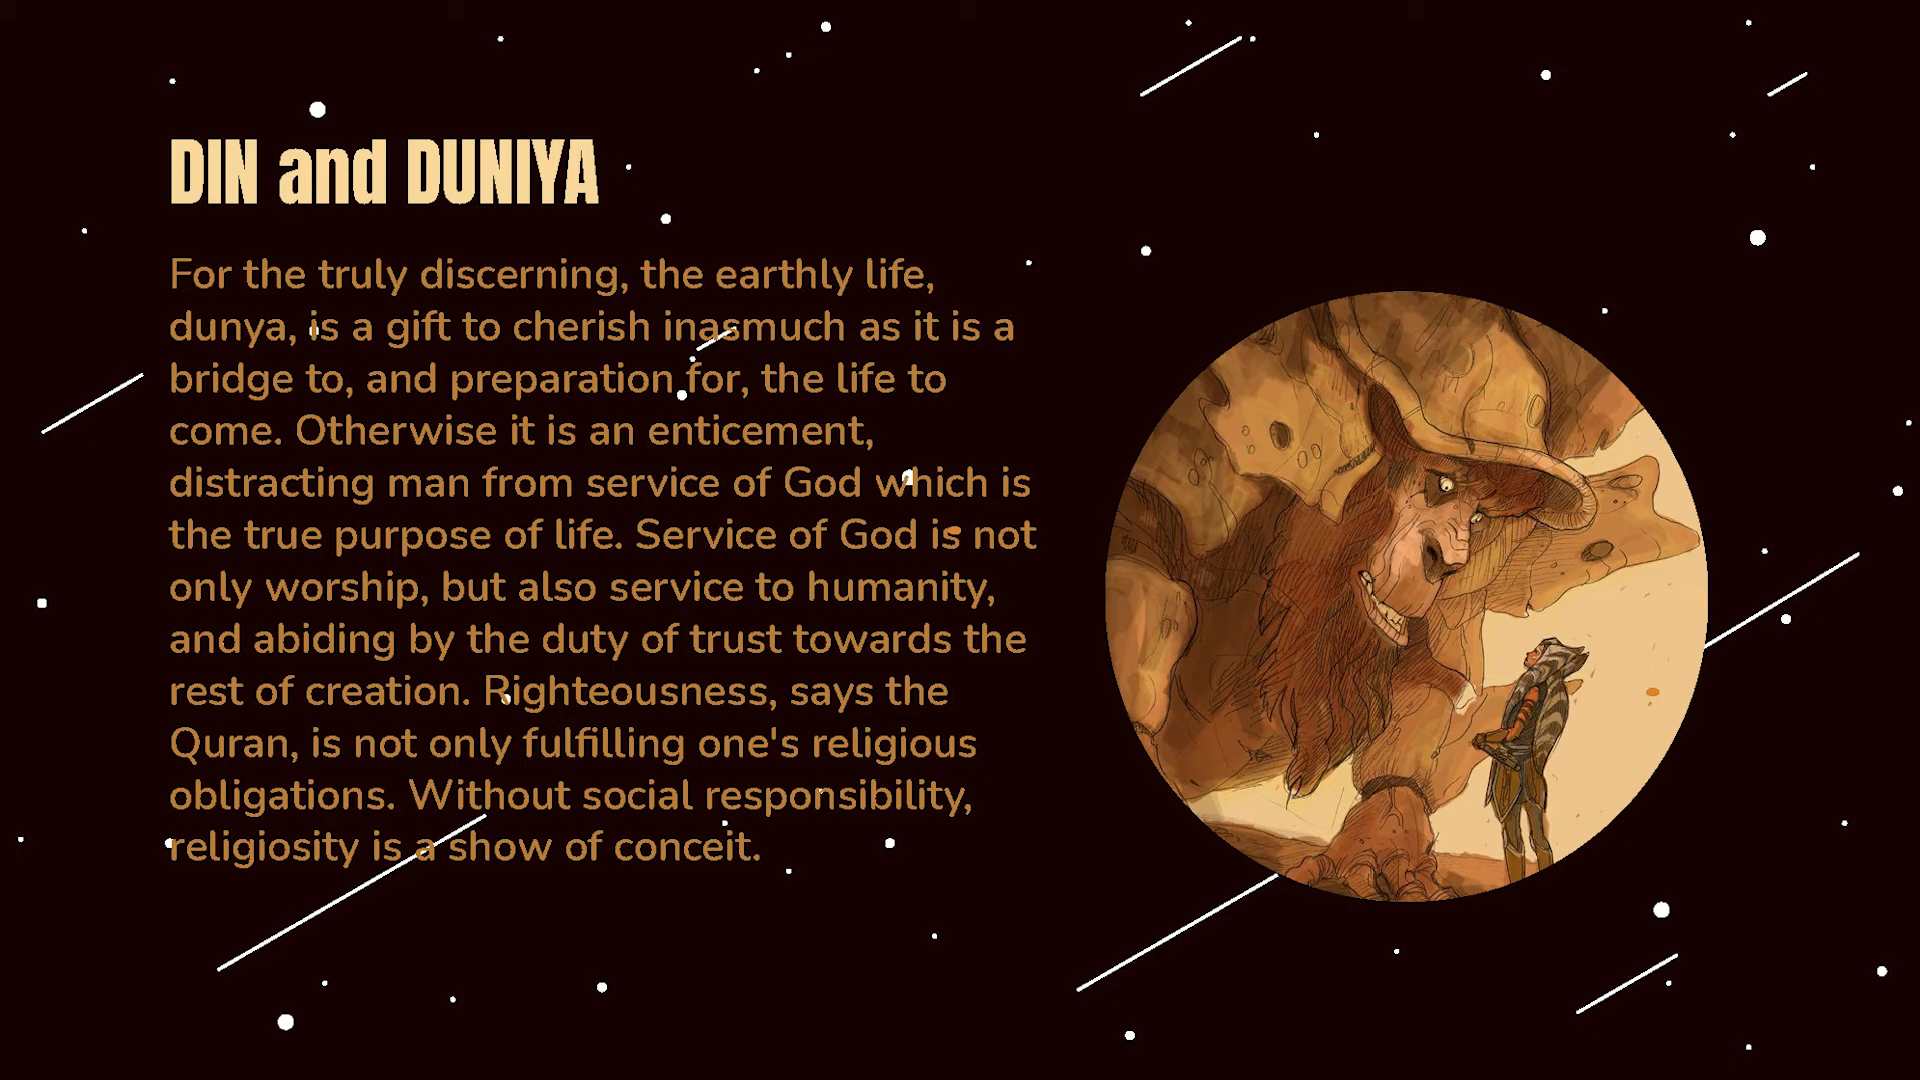 DIN and DUNIYA
For the truly discerning, the earthly life,
dunya, is a gift to cherish inasmuch as it is a
bridge to, and preparation for, the life to
come. Otherwise it is an enticement,
distracting man from service of God which is
the true purpose of life. Service of God is not
only worship, but also service to humanity,
and abiding by the duty of trust towards the
rest of creation. Righteousness, says the
Quran, is not only fulfilling one's religious
obligations. Without social responsibility,
religiosity is a show of conceit.